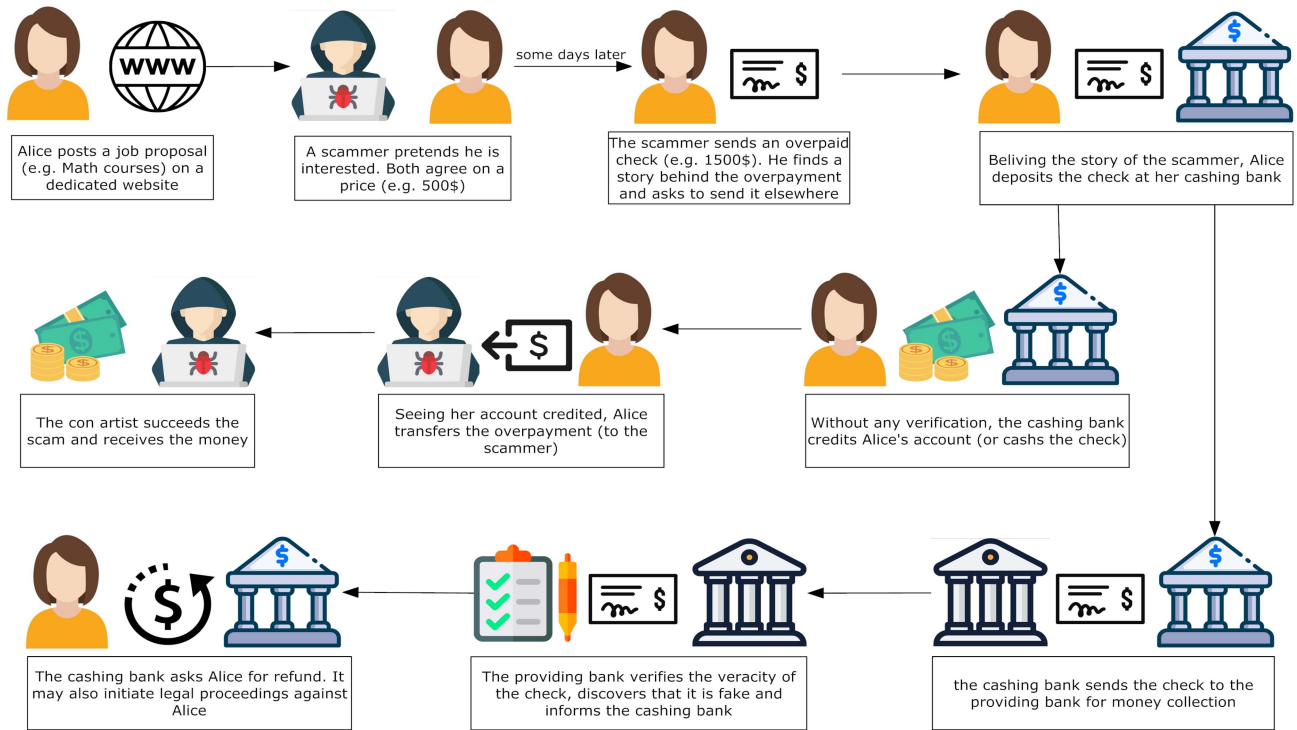 WWW
some days later
$
$
$
Alice posts a job proposal
(e.g. Math courses) on a
dedicated website
A scammer pretends he is
interested. Both agree on a
price (e.g. 500$)
The scammer sends an overpaid
check (e.g. 1500$). He finds a
story behind the overpayment
and asks to send it elsewhere
Beliving the story of the scammer, Alice
deposits the check at her cashing bank
$
$
$
The con artist succeeds the
scam and receives the money
Seeing her account credited, Alice
transfers the overpayment (to the
scammer)
Without any verification, the cashing bank
credits Alice's account (or cashs the check)
$
$
$
$
$
The cashing bank asks Alice for refund. It
may also initiate legal proceedings against
Alice
The providing bank verifies the veracity of
the check, discovers that it is fake and
informs the cashing bank
the cashing bank sends the check to the
providing bank for money collection